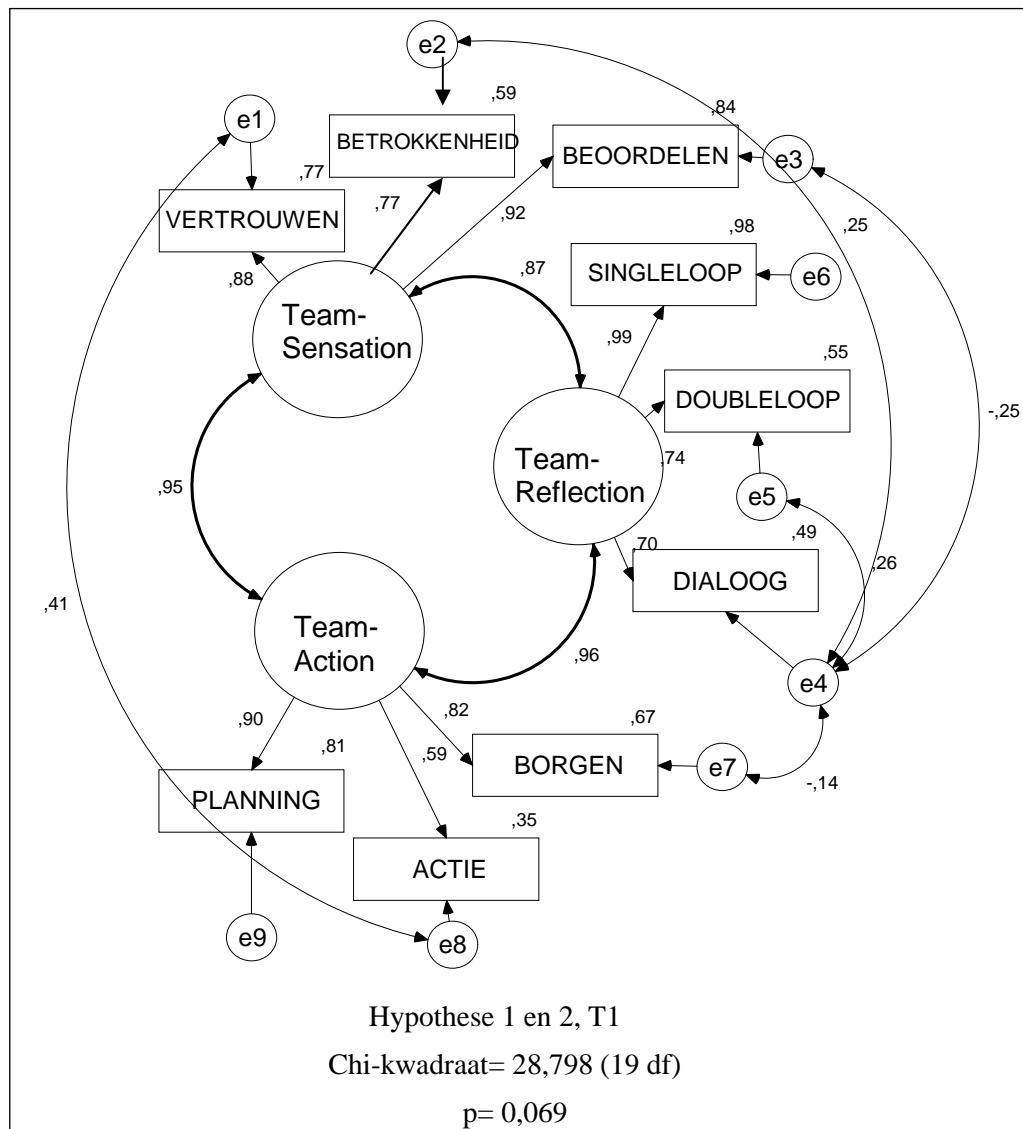 e2
,59
,84
e1
BETROKKENHEID
BEOORDELEN
e3
,77
,77
VERTROUWEN
,92
,25
,98
,88
,87
SINGLELOOP
e6
Team-
Sensation
,99
,55
DOUBLELOOP
-,25
Team-
Reflection
,74
,95
e5
,49
,70
,26
DIALOOG
,41
Team-
Action
,96
e4
,90
,82
,67
,81
,59
BORGEN
e7
-,14
PLANNING
,35
ACTIE
e9
e8
Hypothese 1 en 2, T1
Chi-kwadraat= 28,798 (19 df)
p= 0,069